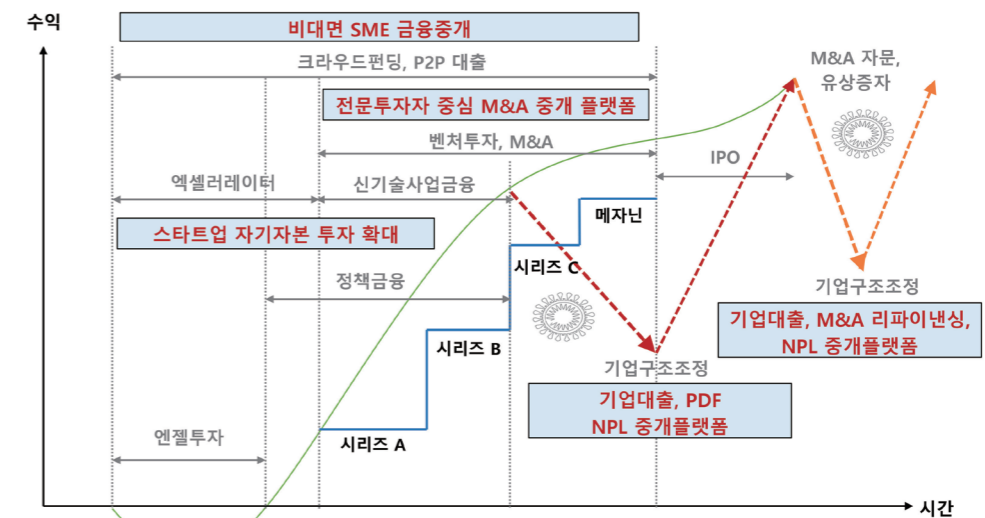 수익
비대면 SME 금융중개
크라우드펀딩, P2P 대출
M&A 자문,
유상증자
전문투자자 중심 M&A 중개 플랫폼
벤처투자, M&A
IPO
엑셀러레이터
신기술사업금융
메자닌
스타트업 자기자본 투자 확대
시리즈 C
정책금융
기업구조조정
기업대출, M&A 리파이낸싱,
NPL 중개플랫폼
시리즈 B
기업구조조정
기업대출, PDF
NPL 중개플랫폼
엔젤투자
시리즈 A
시간